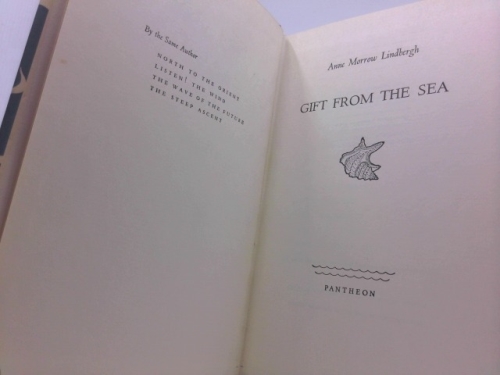 By the Same Author
NORTH TO THE ORIENT
LISTEN! THE WIND
THE WAVE OF THE FUTURE
THE STEEP ASCENT
Anne Morrow Lindbergh
GIFT FROM THE SEA
PANTHEON